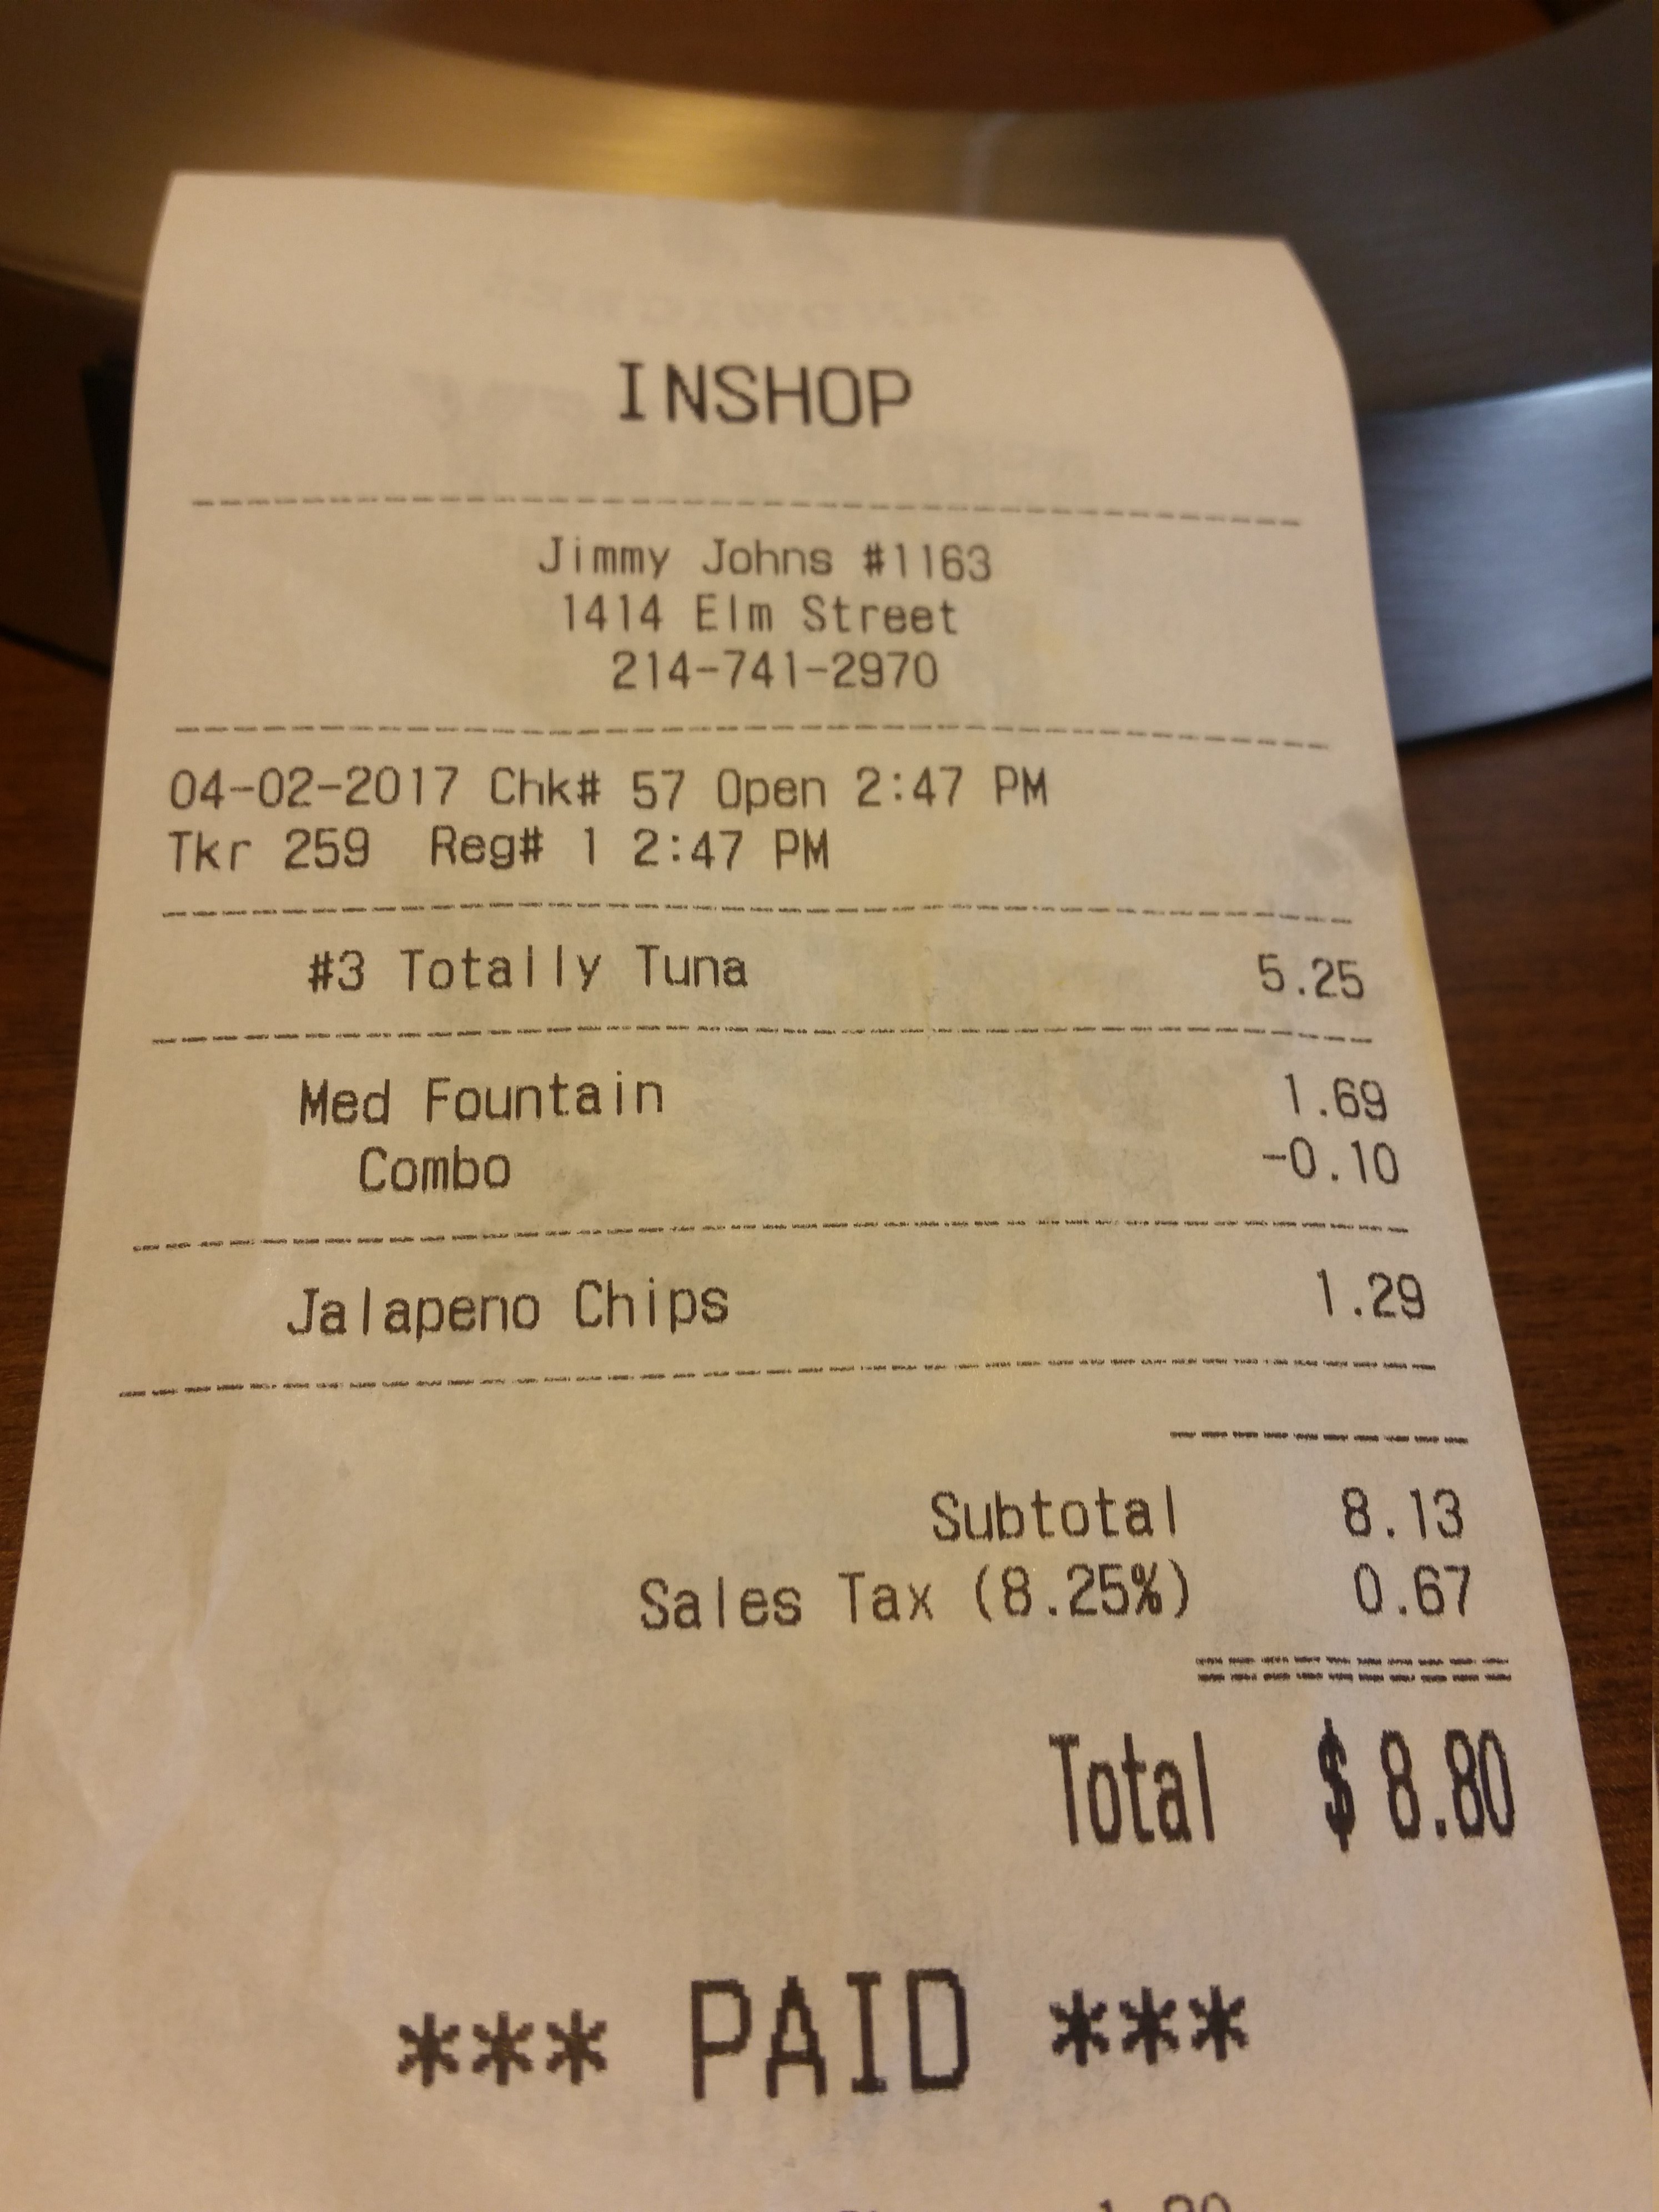 INSHOP
Jimmy Johns #1163
1414 Elm Street
214-741-2970
04-02-2017 Chk# 57 Open 2:47 PM
Tkr 259 Reg# 1 2:47 PM
#3 Totally Tuna 5.25
Med Fountain 1.69
Combo -0.10
Jalapeno Chips 1.29
Subtotal 8.13
Sales Tax (8.25%) 0.67
Total $ 8.80
*** PAID ***